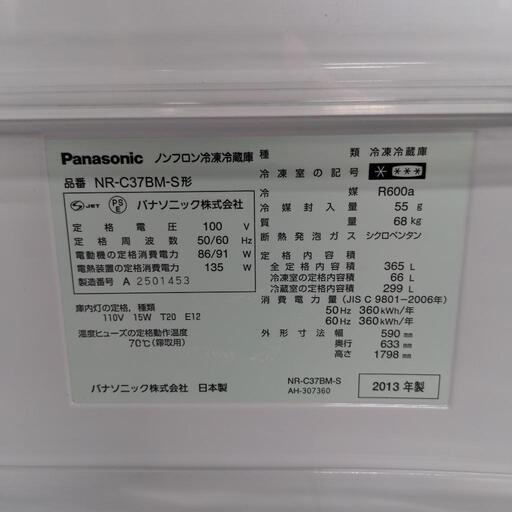 Panasonic ノンフロン冷凍冷蔵庫
品番 NR-C37BM-S形
S JET PS E パナソニック株式会社
定格電圧 100 V
定格周波数 50/60 Hz
電動機の定格消費電力 86/91 W
電熱装置の定格消費電力 135 W
製造番号 A 2501453
庫内灯の定格、種類
110V 15W T20 E12
温度ヒューズの定格動作温度
70℃(霜取用)
パナソニック株式会社 日本製
種類 冷凍冷蔵庫
冷凍室の記号 ****
冷媒 R600a
冷媒封入量 55 g
質量 68 kg
断熱発泡ガス シクロペンタン
定格内容積
全定格内容積 365 L
冷凍室の定格内容積 66 L
冷蔵室の定格内容積 299 L
消費電力量(JIS C 9801-2006年)
50Hz 360kWh/年
60Hz 360kWh/年
外形寸法 幅 590 mm
奥行 633 mm
高さ 1798 mm
NR-C37BM-S
AH-307360
2013年製